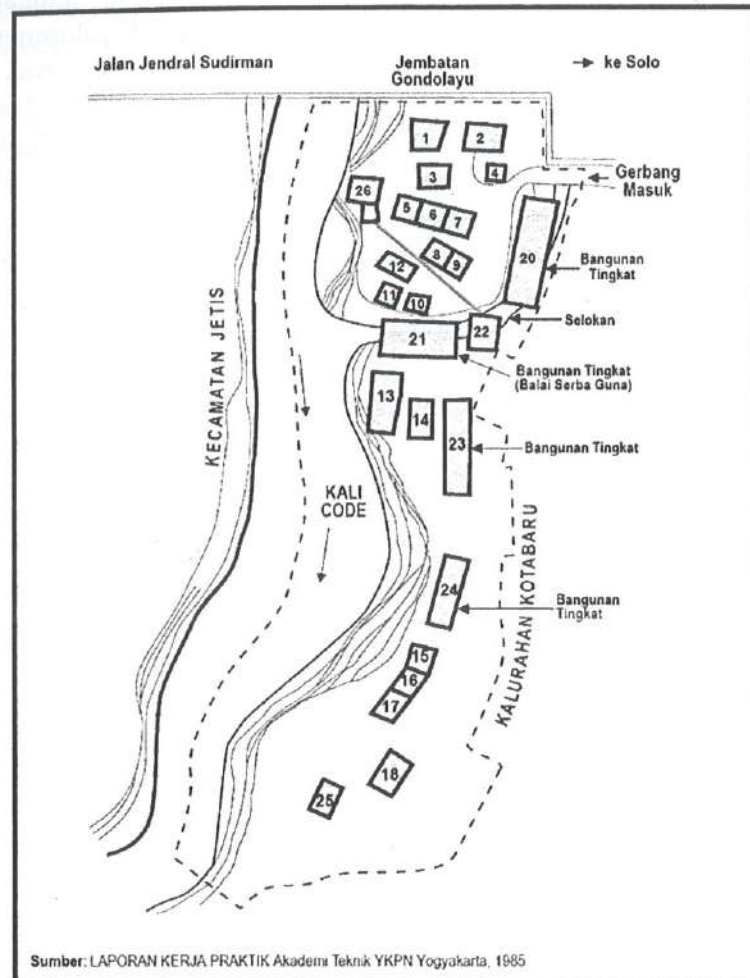 Jalan Jendral Sudirman
Jembatan
Gondolayu
ke Solo
1
2
3
4
Gerbang
Masuk
26
5
6
7
20
8
9
12
Bangunan
Tingkat
11
10
Selokan
21
22
Bangunan Tingkat
(Balai Serba Guna)
KECAMATAN JETIS
13
14
23
Bangunan Tingkat
KALI
CODE
KALURAHAN KOTABARU
24
Bangunan
Tingkat
15
16
17
18
25
Sumber: LAPORAN KERJA PRAKTIK Akademi Teknik YKPN Yogyakarta, 1985